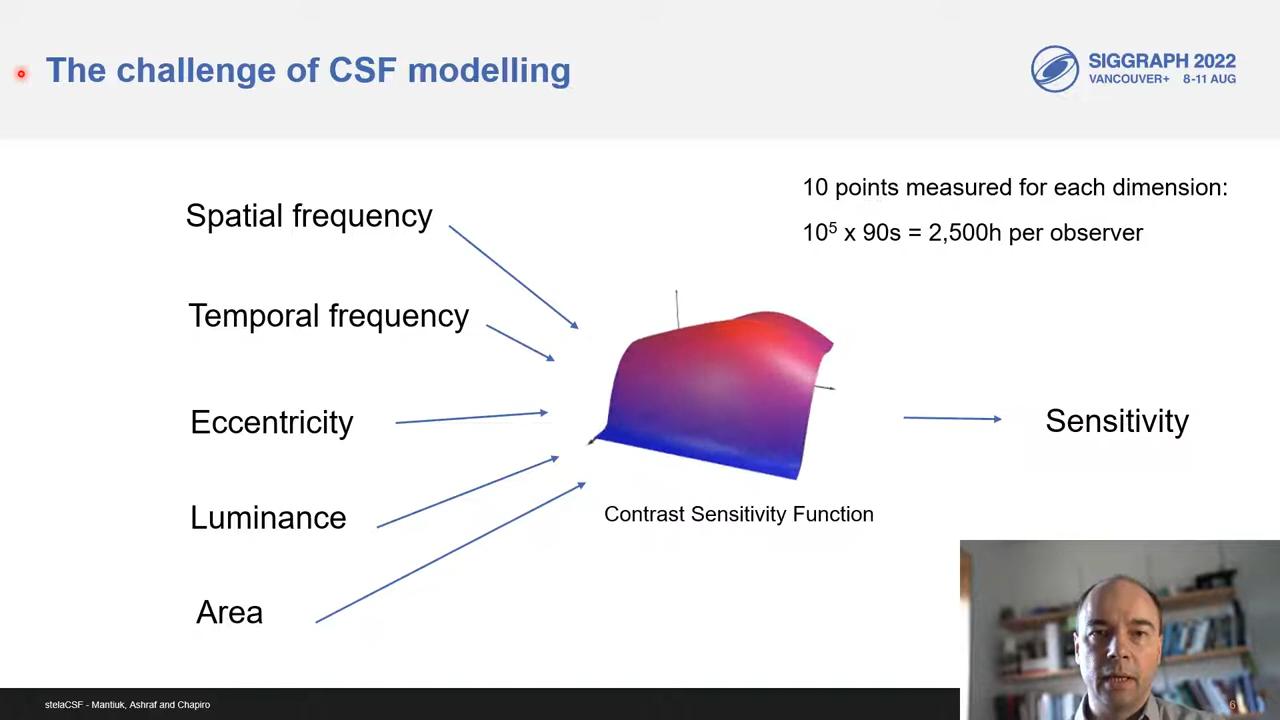 The challenge of CSF modelling
SIGGRAPH 2022
VANCOUVER+ 8-11 AUG
10 points measured for each dimension:
10⁵ x 90s = 2,500h per observer
Spatial frequency
Temporal frequency
Eccentricity
Luminance
Area
Sensitivity
Contrast Sensitivity Function
stelaCSF - Mantiuk, Ashraf and Chapiro
6